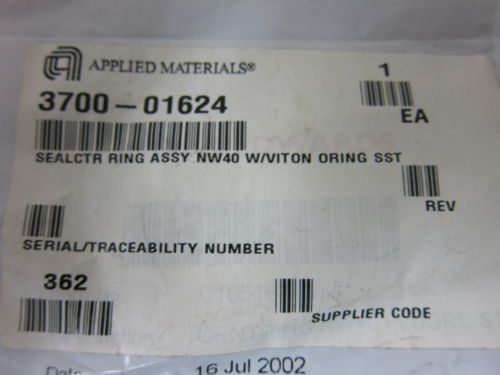 APPLIED MATERIALS®
1
3700-01624
EA
SEALCTR RING ASSY NW40 W/VITON ORING SST
REV
SERIAL/TRACEABILITY NUMBER
362
SUPPLIER CODE
Date 16 Jul 2002